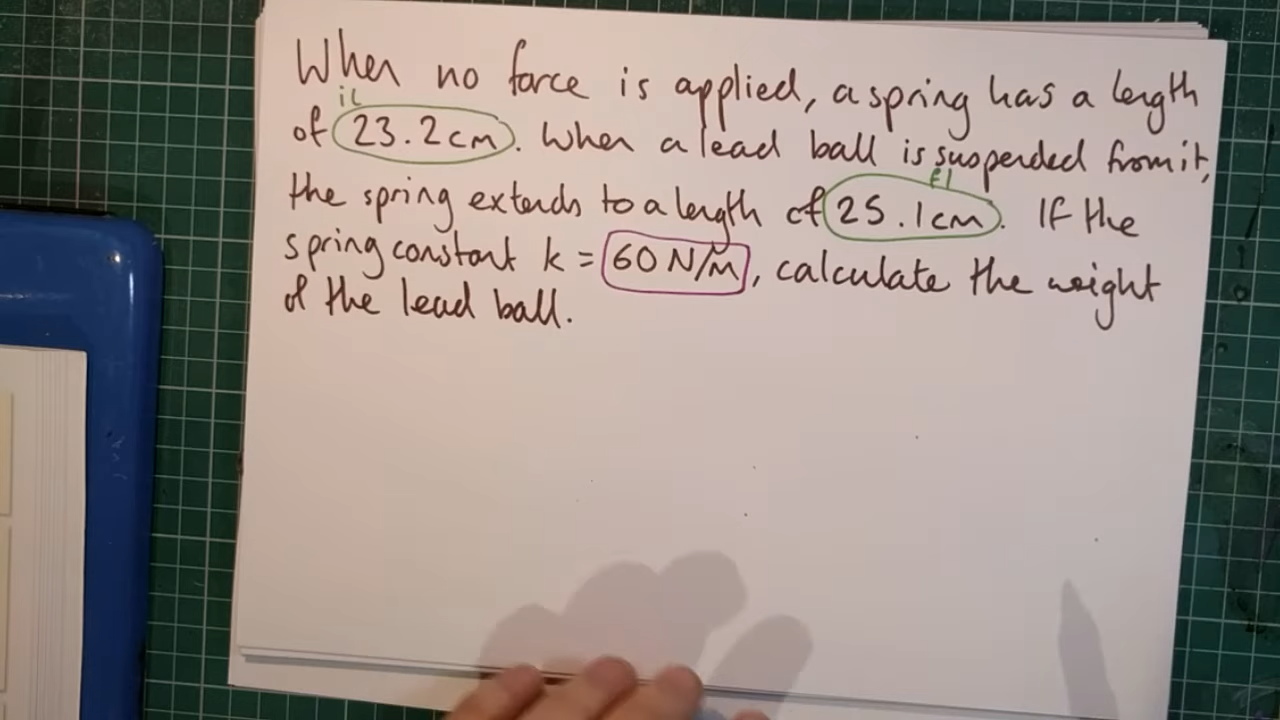 When no force is applied, a spring has a length
il
of 23.2cm. When a lead ball is suspended from it,
fl
the spring extends to a length of 25.1cm. If the
spring constant k = 60 N/m, calculate the weight
of the lead ball.